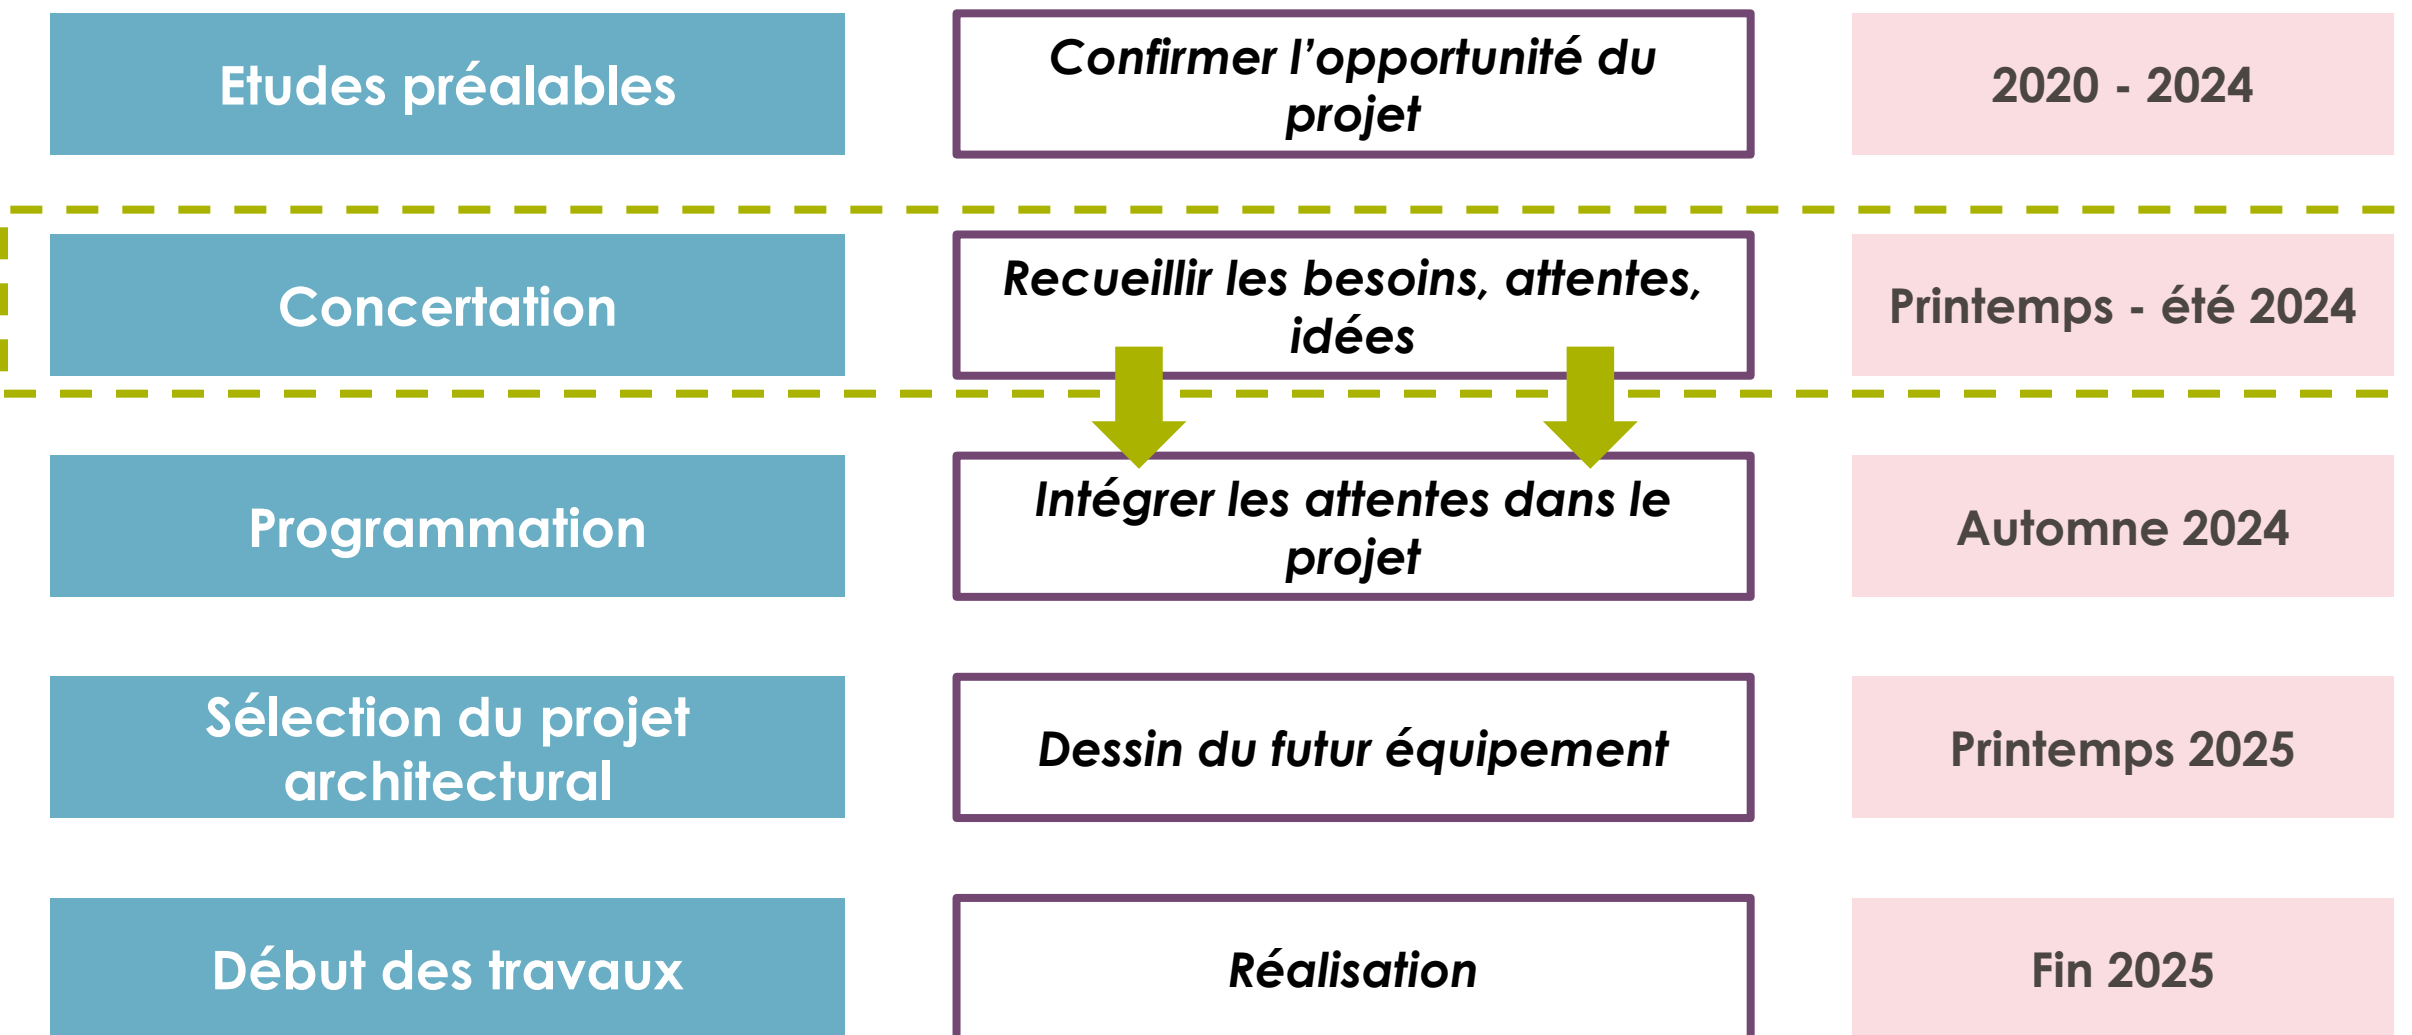 Etudes préalables
Confirmer l’opportunité du
projet
2020 - 2024
Concertation
Recueillir les besoins, attentes,
idées
Printemps - été 2024
Programmation
Intégrer les attentes dans le
projet
Automne 2024
Sélection du projet
architectural
Dessin du futur équipement
Printemps 2025
Début des travaux
Réalisation
Fin 2025